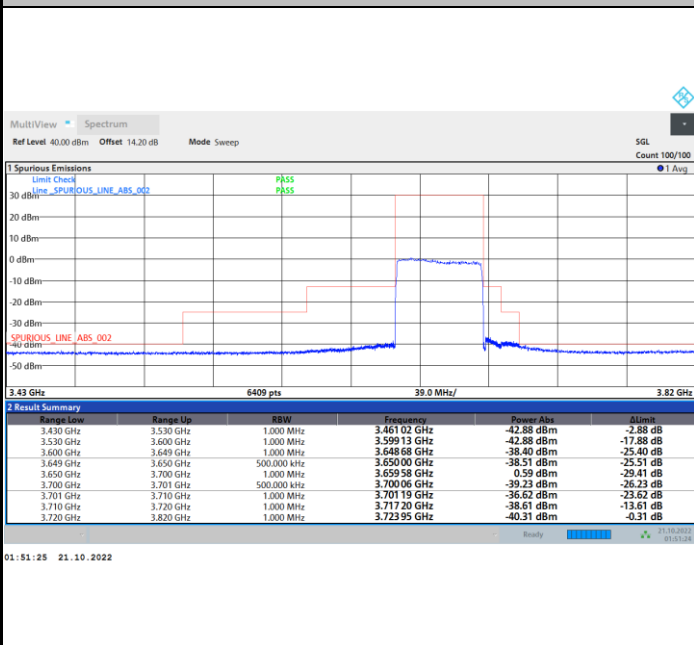 MultiView Spectrum
Ref Level 40.00 dBm Offset 14.20 dB Mode Sweep SGL
Count 100/100
1 Spurious Emissions 1 Avg
Limit Check PASS
Line _SPURIOUS_LINE_ABS_002 PASS
30 dBm
20 dBm
10 dBm
0 dBm
-10 dBm
-20 dBm
-30 dBm
_SPURIOUS_LINE_ABS_002
-40 dBm
-50 dBm
3.43 GHz 6409 pts 39.0 MHz/ 3.82 GHz
2 Result Summary
Range Low Range Up RBW Frequency Power Abs ΔLimit
3.430 GHz 3.530 GHz 1.000 MHz 3.461 02 GHz -42.88 dBm -2.88 dB
3.530 GHz 3.600 GHz 1.000 MHz 3.599 13 GHz -42.88 dBm -17.88 dB
3.600 GHz 3.649 GHz 1.000 MHz 3.648 68 GHz -38.40 dBm -25.40 dB
3.649 GHz 3.650 GHz 500.000 kHz 3.650 00 GHz -38.51 dBm -25.51 dB
3.650 GHz 3.700 GHz 1.000 MHz 3.659 58 GHz 0.59 dBm -29.41 dB
3.700 GHz 3.701 GHz 500.000 kHz 3.700 06 GHz -39.23 dBm -26.23 dB
3.701 GHz 3.710 GHz 1.000 MHz 3.701 19 GHz -36.62 dBm -23.62 dB
3.710 GHz 3.720 GHz 1.000 MHz 3.717 20 GHz -38.61 dBm -13.61 dB
3.720 GHz 3.820 GHz 1.000 MHz 3.723 95 GHz -40.31 dBm -0.31 dB
Ready 21.10.2022
01:51:24
01:51:25 21.10.2022